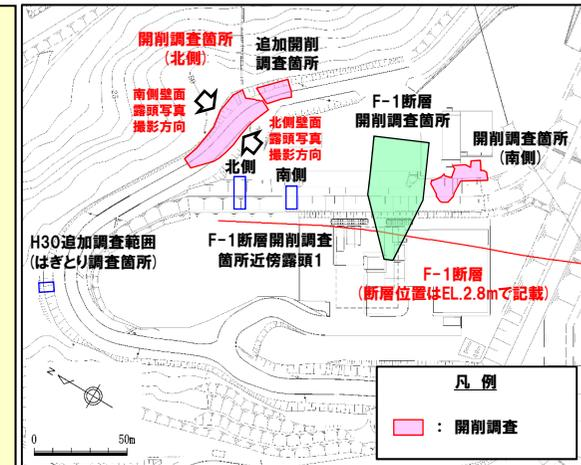 開削調査箇所
(北側)
追加開削
調査箇所
南側壁面
露頭写真
撮影方向
北側壁面
露頭写真
撮影方向
F-1断層
開削調査箇所
開削調査箇所
(南側)
北側
南側
H30追加調査範囲
(はぎとり調査箇所)
F-1断層開削調査
箇所近傍露頭1
F-1断層
(断層位置はEL.2.8mで記載)
N
0
50m
凡 例
: 開削調査